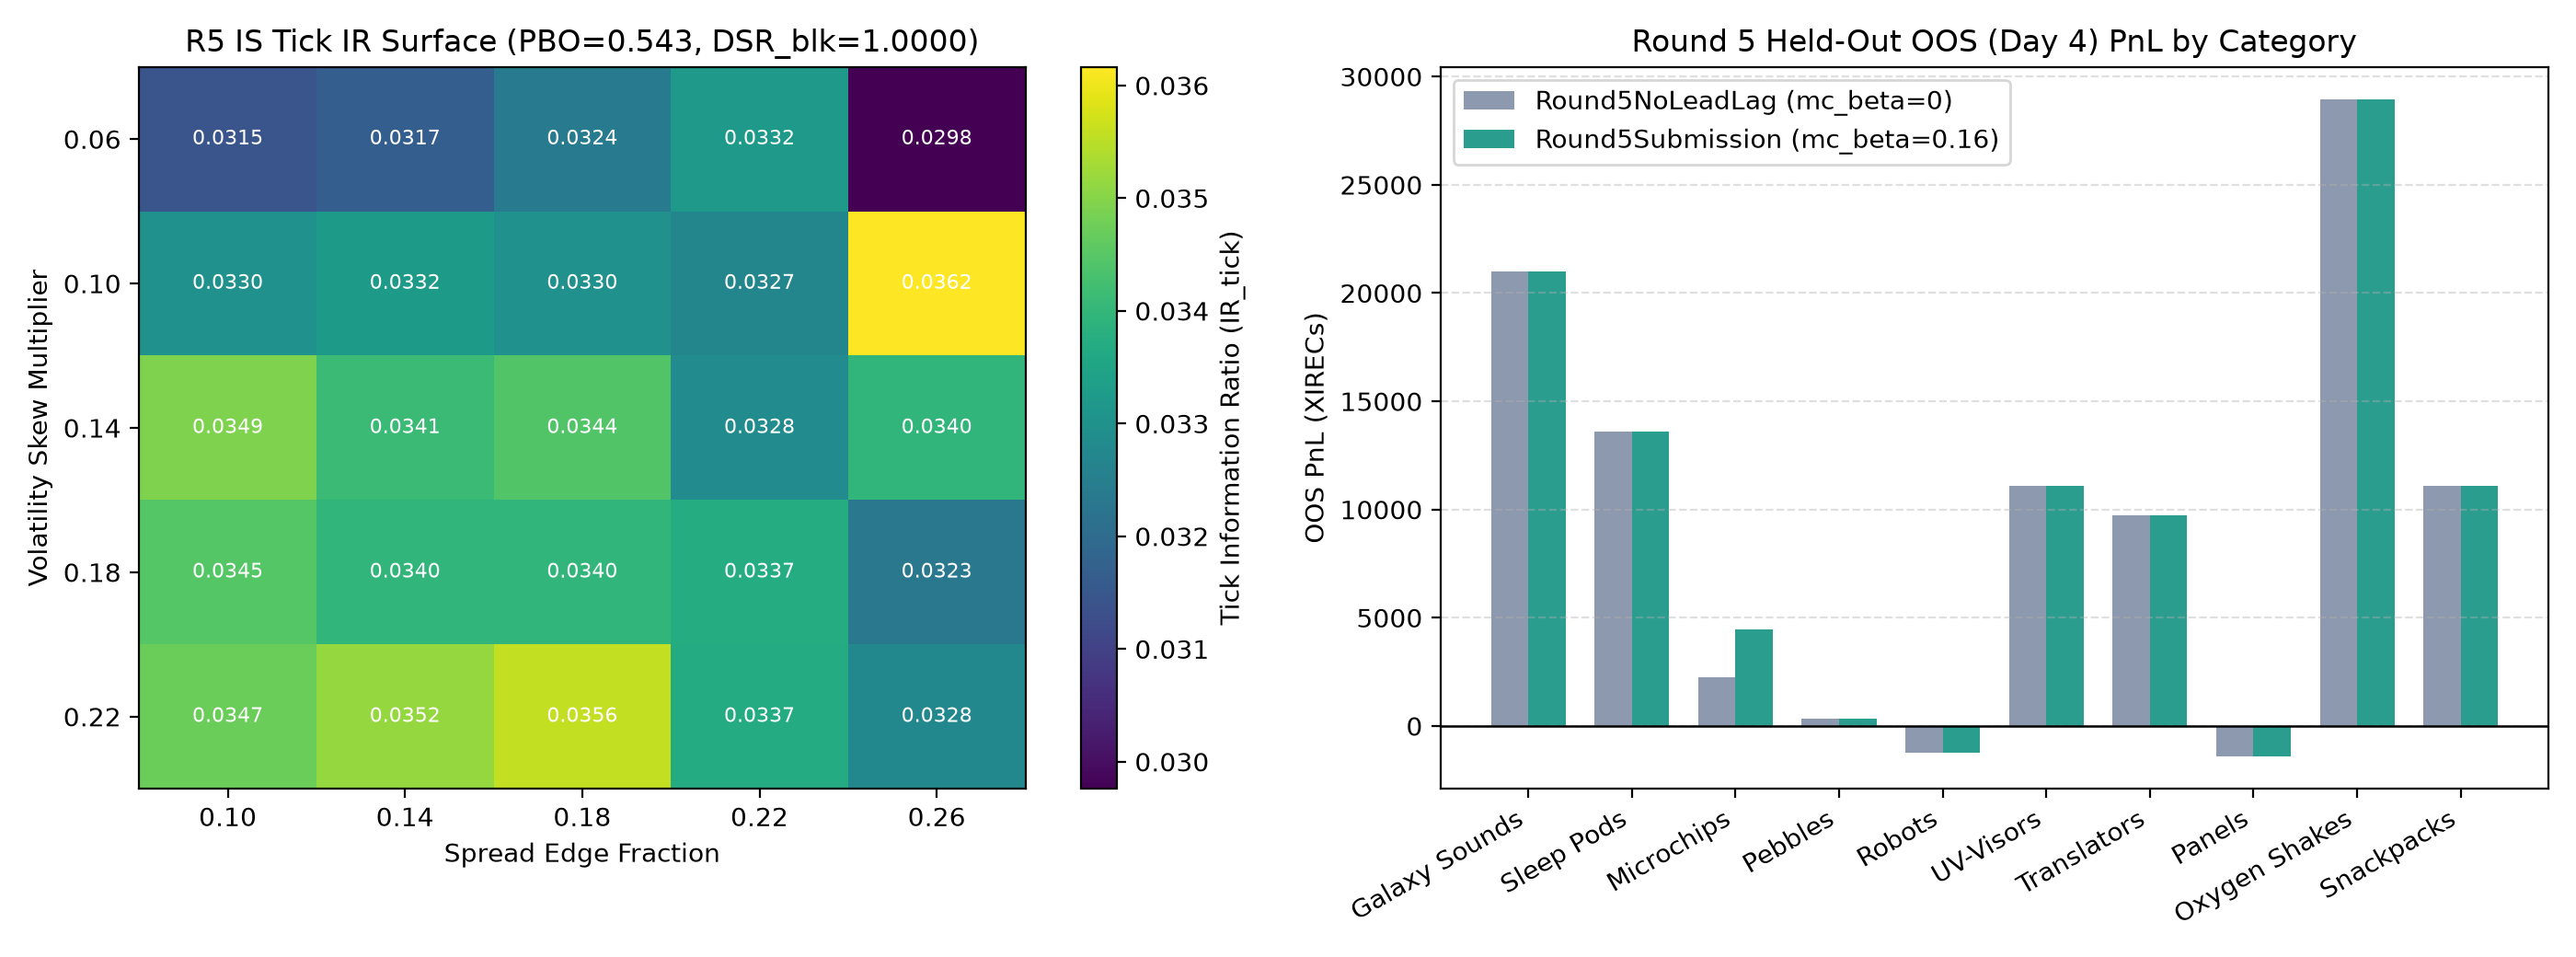 R5 IS Tick IR Surface (PBO=0.543, DSR_blk=1.0000)
Volatility Skew Multiplier
0.06
0.0315 0.0317 0.0324 0.0332 0.0298
0.10
0.0330 0.0332 0.0330 0.0327 0.0362
0.14
0.0349 0.0341 0.0344 0.0328 0.0340
0.18
0.0345 0.0340 0.0340 0.0337 0.0323
0.22
0.0347 0.0352 0.0356 0.0337 0.0328
0.10 0.14 0.18 0.22 0.26
Spread Edge Fraction
0.036
0.035
0.034
0.033
0.032
0.031
0.030
Tick Information Ratio (IR_tick)
Round 5 Held-Out OOS (Day 4) PnL by Category
Round5NoLeadLag (mc_beta=0)
Round5Submission (mc_beta=0.16)
OOS PnL (XIRECs)
30000
25000
20000
15000
10000
5000
0
Galaxy Sounds
Sleep Pods
Microchips
Pebbles
Robots
UV-Visors
Translators
Panels
Oxygen Shakes
Snackpacks